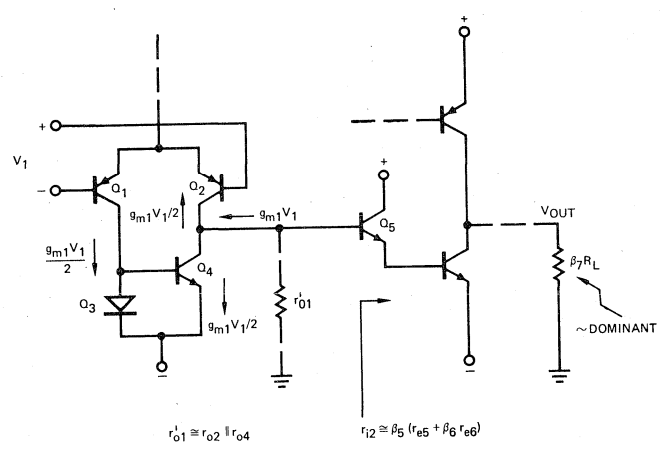 +
+
V1
−
Q1
Q2
gm1V1/2
gm1V1
gm1V1
2
Q4
Q3
gm1V1/2
−
r'01
+
Q5
+
VOUT
β7RL
~DOMINANT
−
r'o1 ≅ ro2 ∥ ro4
ri2 ≅ β5 (re5 + β6 re6)